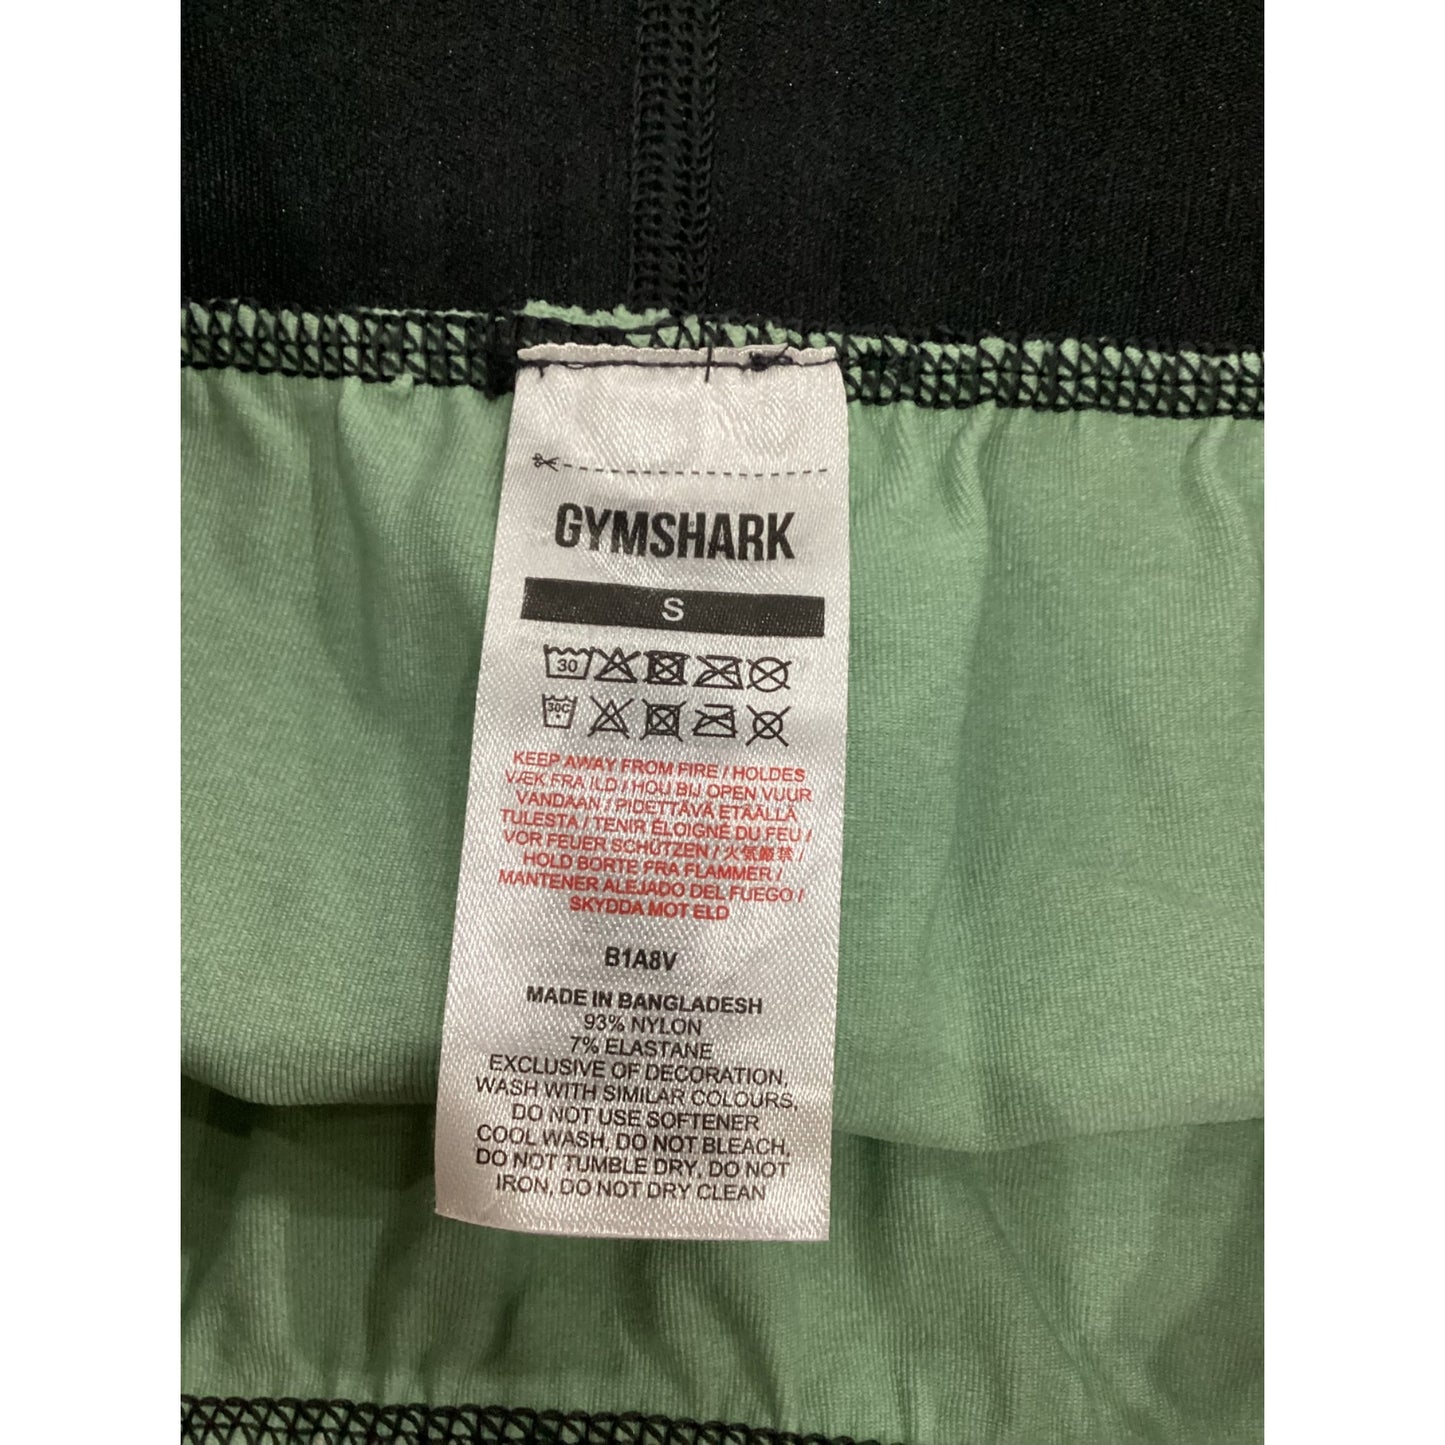 GYMSHARK
S
30
30C
KEEP AWAY FROM FIRE / HOLDES
VÆK FRA ILD / HOU BIJ OPEN VUUR
VANDAAN / PIDETTÄVÄ ETÄÄLLÄ
TULESTA / TENIR ÉLOIGNÉ DU FEU /
VOR FEUER SCHÜTZEN / 火気厳禁 /
HOLD BORTE FRA FLAMMER /
MANTENER ALEJADO DEL FUEGO /
SKYDDA MOT ELD
B1A8V
MADE IN BANGLADESH
93% NYLON
7% ELASTANE
EXCLUSIVE OF DECORATION,
WASH WITH SIMILAR COLOURS,
DO NOT USE SOFTENER
COOL WASH, DO NOT BLEACH,
DO NOT TUMBLE DRY, DO NOT
IRON, DO NOT DRY CLEAN